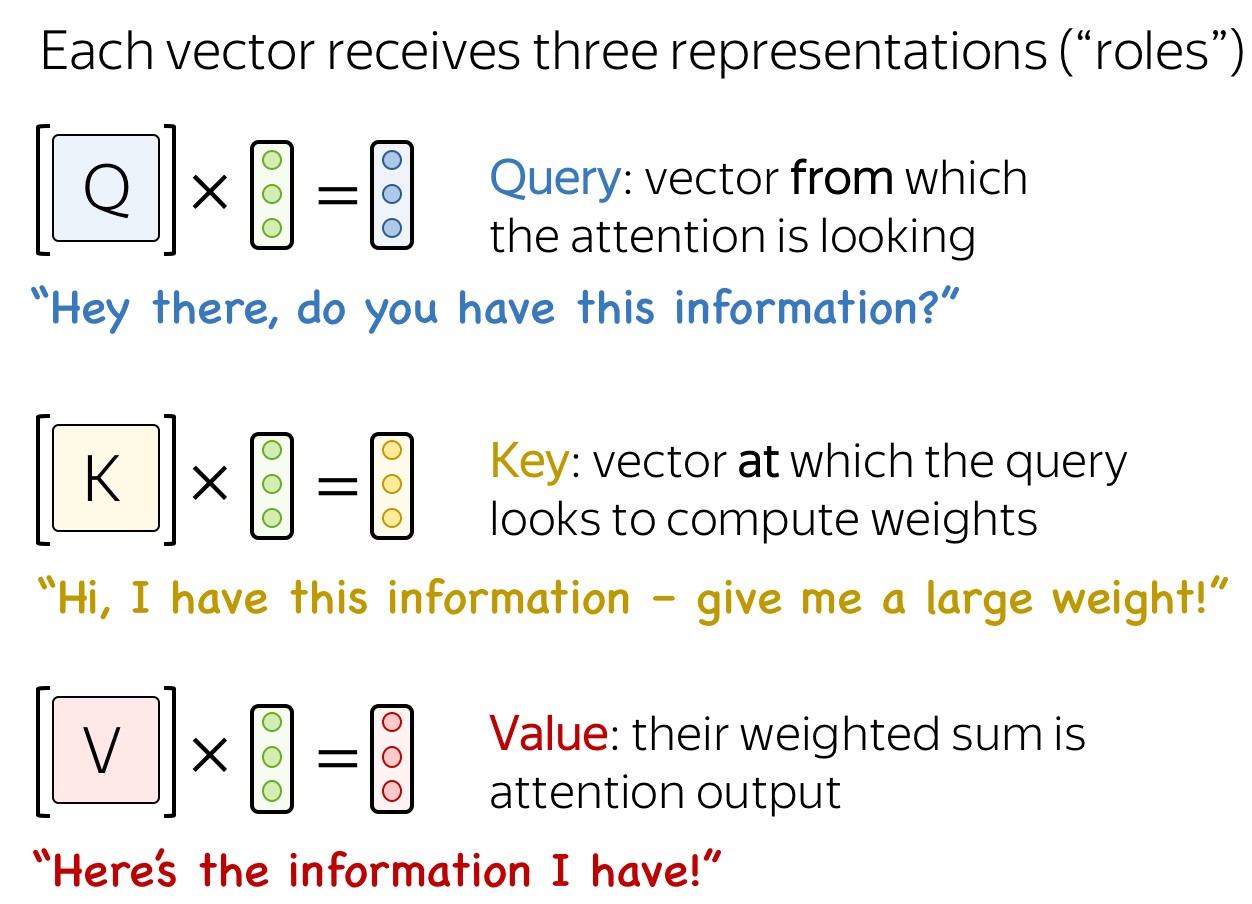 Each vector receives three representations (“roles”)
[Q] × =
Query: vector from which
the attention is looking
“Hey there, do you have this information?”
[K] × =
Key: vector at which the query
looks to compute weights
“Hi, I have this information – give me a large weight!”
[V] × =
Value: their weighted sum is
attention output
“Here’s the information I have!”